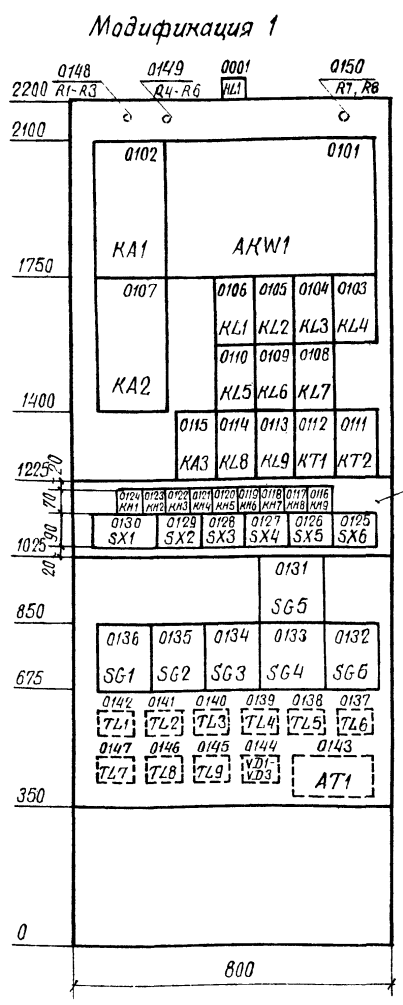 Модификация 1
0148 0149 0001 0150
R1-R3 R4-R6 HL1 R7, R8
2200
2100
0102 0101
KA1 AKW1
1750
0107 0106 0105 0104 0103
KL1 KL2 KL3 KL4
0110 0109 0108
KA2 KL5 KL6 KL7
1400
0115 0114 0113 0112 0111
KA3 KL8 KL9 KT1 KT2
1225
20
0124 0123 0122 0121 0120 0119 0118 0117 0116
KH1 KH2 KH3 KH4 KH5 KH6 KH7 KH8 KH9
70
0130 0129 0128 0127 0126 0125
SX1 SX2 SX3 SX4 SX5 SX6
90
1025
20
0131
SG5
850
0136 0135 0134 0133 0132
SG1 SG2 SG3 SG4 SG6
675
0142 0141 0140 0139 0138 0137
TL1 TL2 TL3 TL4 TL5 TL6
0147 0146 0145 0144 0143
TL7 TL8 TL9 VD1- AT1
VD3
350
0
800